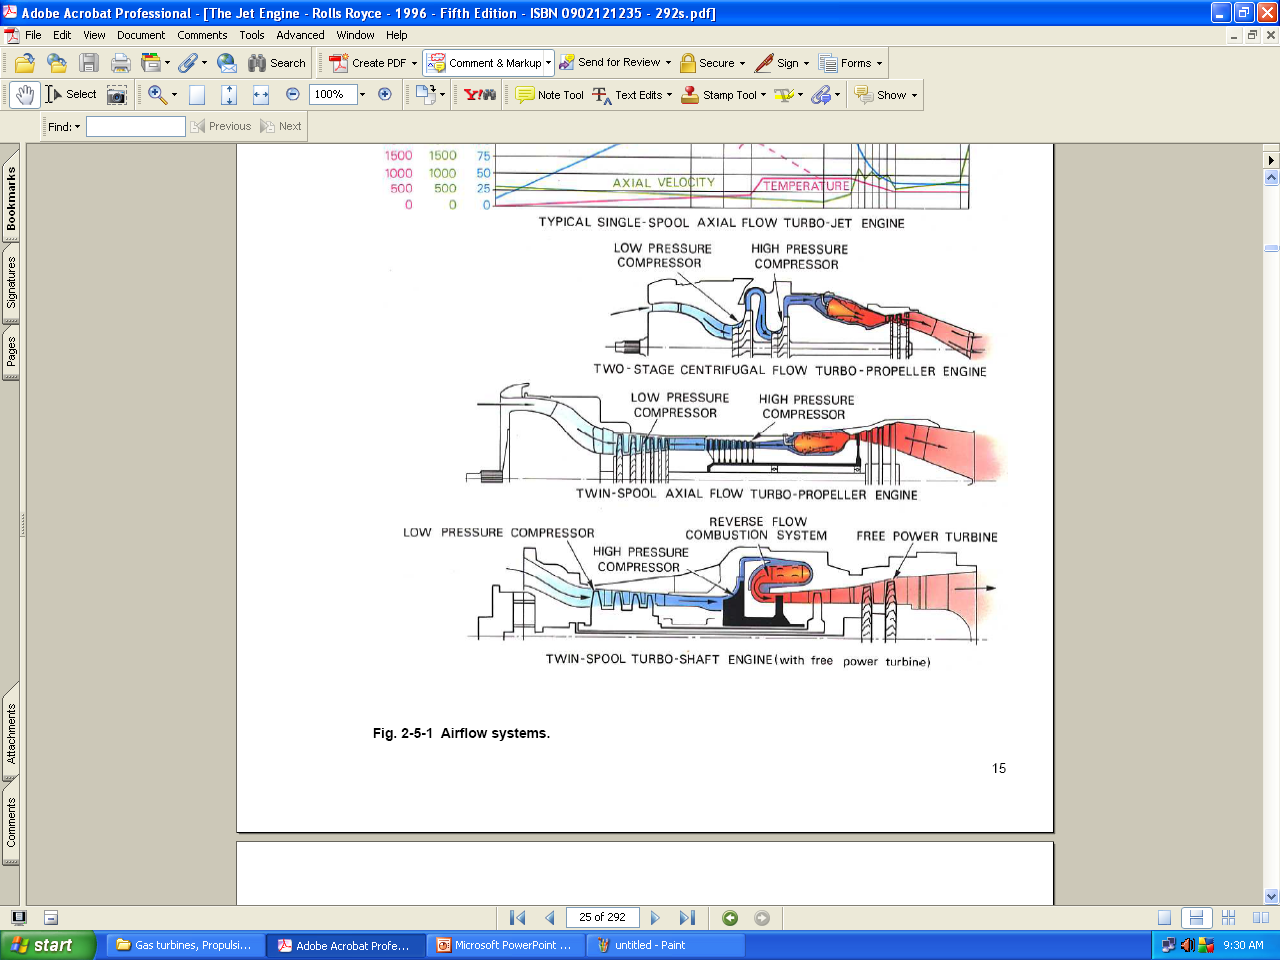 Adobe Acrobat Professional - [The Jet Engine - Rolls Royce - 1996 - Fifth Edition - ISBN 0902121235 - 292s.pdf]
File Edit View Document Comments Tools Advanced Window Help
Search Create PDF Comment & Markup Send for Review Secure Sign Forms
Select 100% Y! Note Tool Text Edits Stamp Tool Show
Find: Previous Next
Bookmarks
Signatures
Pages
Attachments
Comments
1500 1500 75
1000 1000 50
500 500 25
0 0 0
AXIAL VELOCITY
TEMPERATURE
TYPICAL SINGLE-SPOOL AXIAL FLOW TURBO-JET ENGINE
LOW PRESSURE
COMPRESSOR
HIGH PRESSURE
COMPRESSOR
TWO-STAGE CENTRIFUGAL FLOW TURBO-PROPELLER ENGINE
LOW PRESSURE
COMPRESSOR
HIGH PRESSURE
COMPRESSOR
TWIN-SPOOL AXIAL FLOW TURBO-PROPELLER ENGINE
LOW PRESSURE COMPRESSOR
HIGH PRESSURE
COMPRESSOR
REVERSE FLOW
COMBUSTION SYSTEM
FREE POWER TURBINE
TWIN-SPOOL TURBO-SHAFT ENGINE (with free power turbine)
Fig. 2-5-1 Airflow systems.
15
25 of 292
start Gas turbines, Propulsi... Adobe Acrobat Profe... Microsoft PowerPoint ... untitled - Paint 9:30 AM